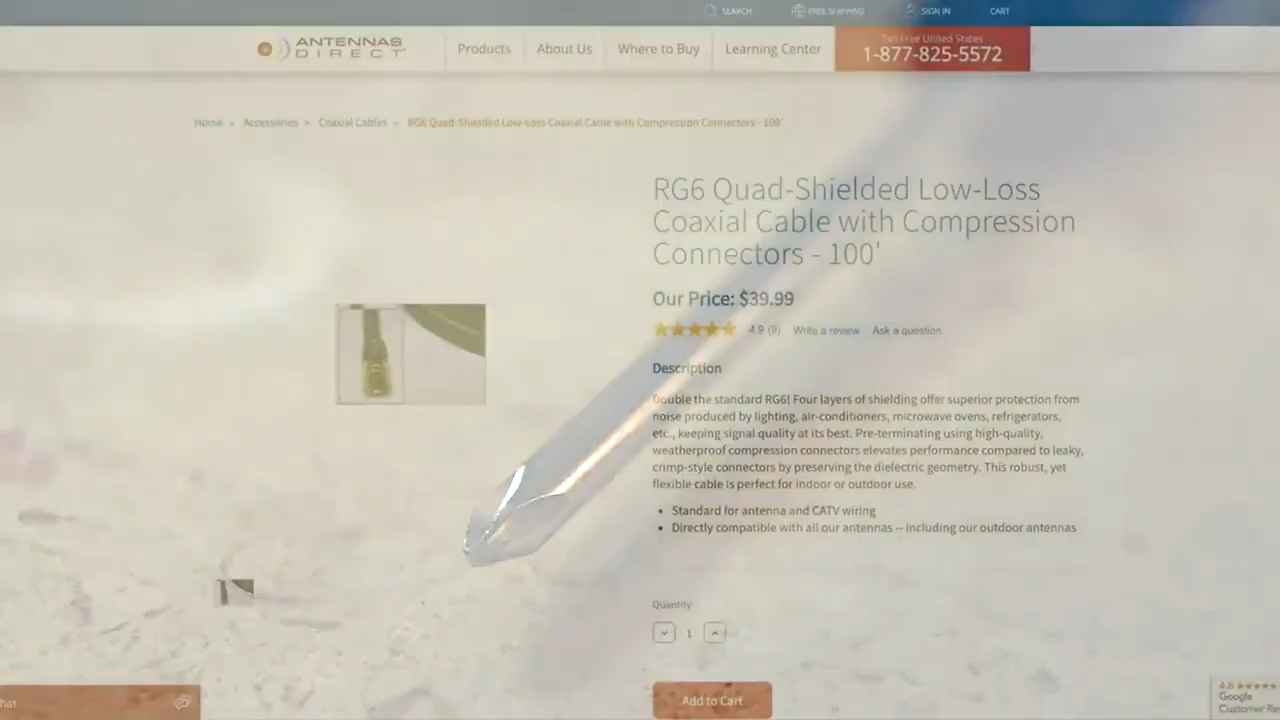 SEARCH
FREE SHIPPING
SIGN IN
CART
ANTENNAS
DIRECT
Products
About Us
Where to Buy
Learning Center
Toll Free United States
1-877-825-5572
Home » Accessories » Coaxial Cables » RG6 Quad-Shielded Low-Loss Coaxial Cable with Compression Connectors - 100'
RG6 Quad-Shielded Low-Loss
Coaxial Cable with Compression
Connectors - 100'
Our Price: $39.99
4.9 (9) Write a review Ask a question
Description
Double the standard RG6! Four layers of shielding offer superior protection from
noise produced by lighting, air-conditioners, microwave ovens, refrigerators,
etc., keeping signal quality at its best. Pre-terminating using high-quality,
weatherproof compression connectors elevates performance compared to leaky,
crimp-style connectors by preserving the dielectric geometry. This robust, yet
flexible cable is perfect for indoor or outdoor use.
• Standard for antenna and CATV wiring
• Directly compatible with all our antennas -- including our outdoor antennas
Quantity
1
Add to Cart
hat
4.8
Google
Customer Re